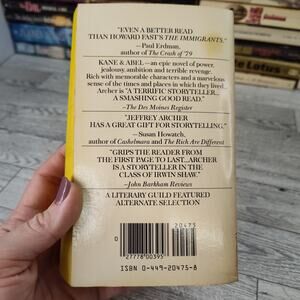 "EVEN A BETTER READ
THAN HOWARD FAST'S THE IMMIGRANTS."
—Paul Erdman,
author of The Crash of '79
KANE & ABEL—an epic novel of power,
jealousy, ambition and terrible revenge.
Rich with memorable characters and a marvelous
sense of the times and places in which they lived...
Archer is "A TERRIFIC STORYTELLER...
A SMASHING GOOD READ."
—The Des Moines Register
"JEFFREY ARCHER
HAS A GREAT GIFT FOR STORYTELLING."
—Susan Howatch,
author of Cashelmara and The Rich Are Different
"GRIPS THE READER FROM
THE FIRST PAGE TO LAST...ARCHER
IS A STORYTELLER IN THE
CLASS OF IRWIN SHAW."
—John Barkham Reviews
A LITERARY GUILD FEATURED
ALTERNATE SELECTION
20475
27778 00395
ISBN 0-449-20475-8